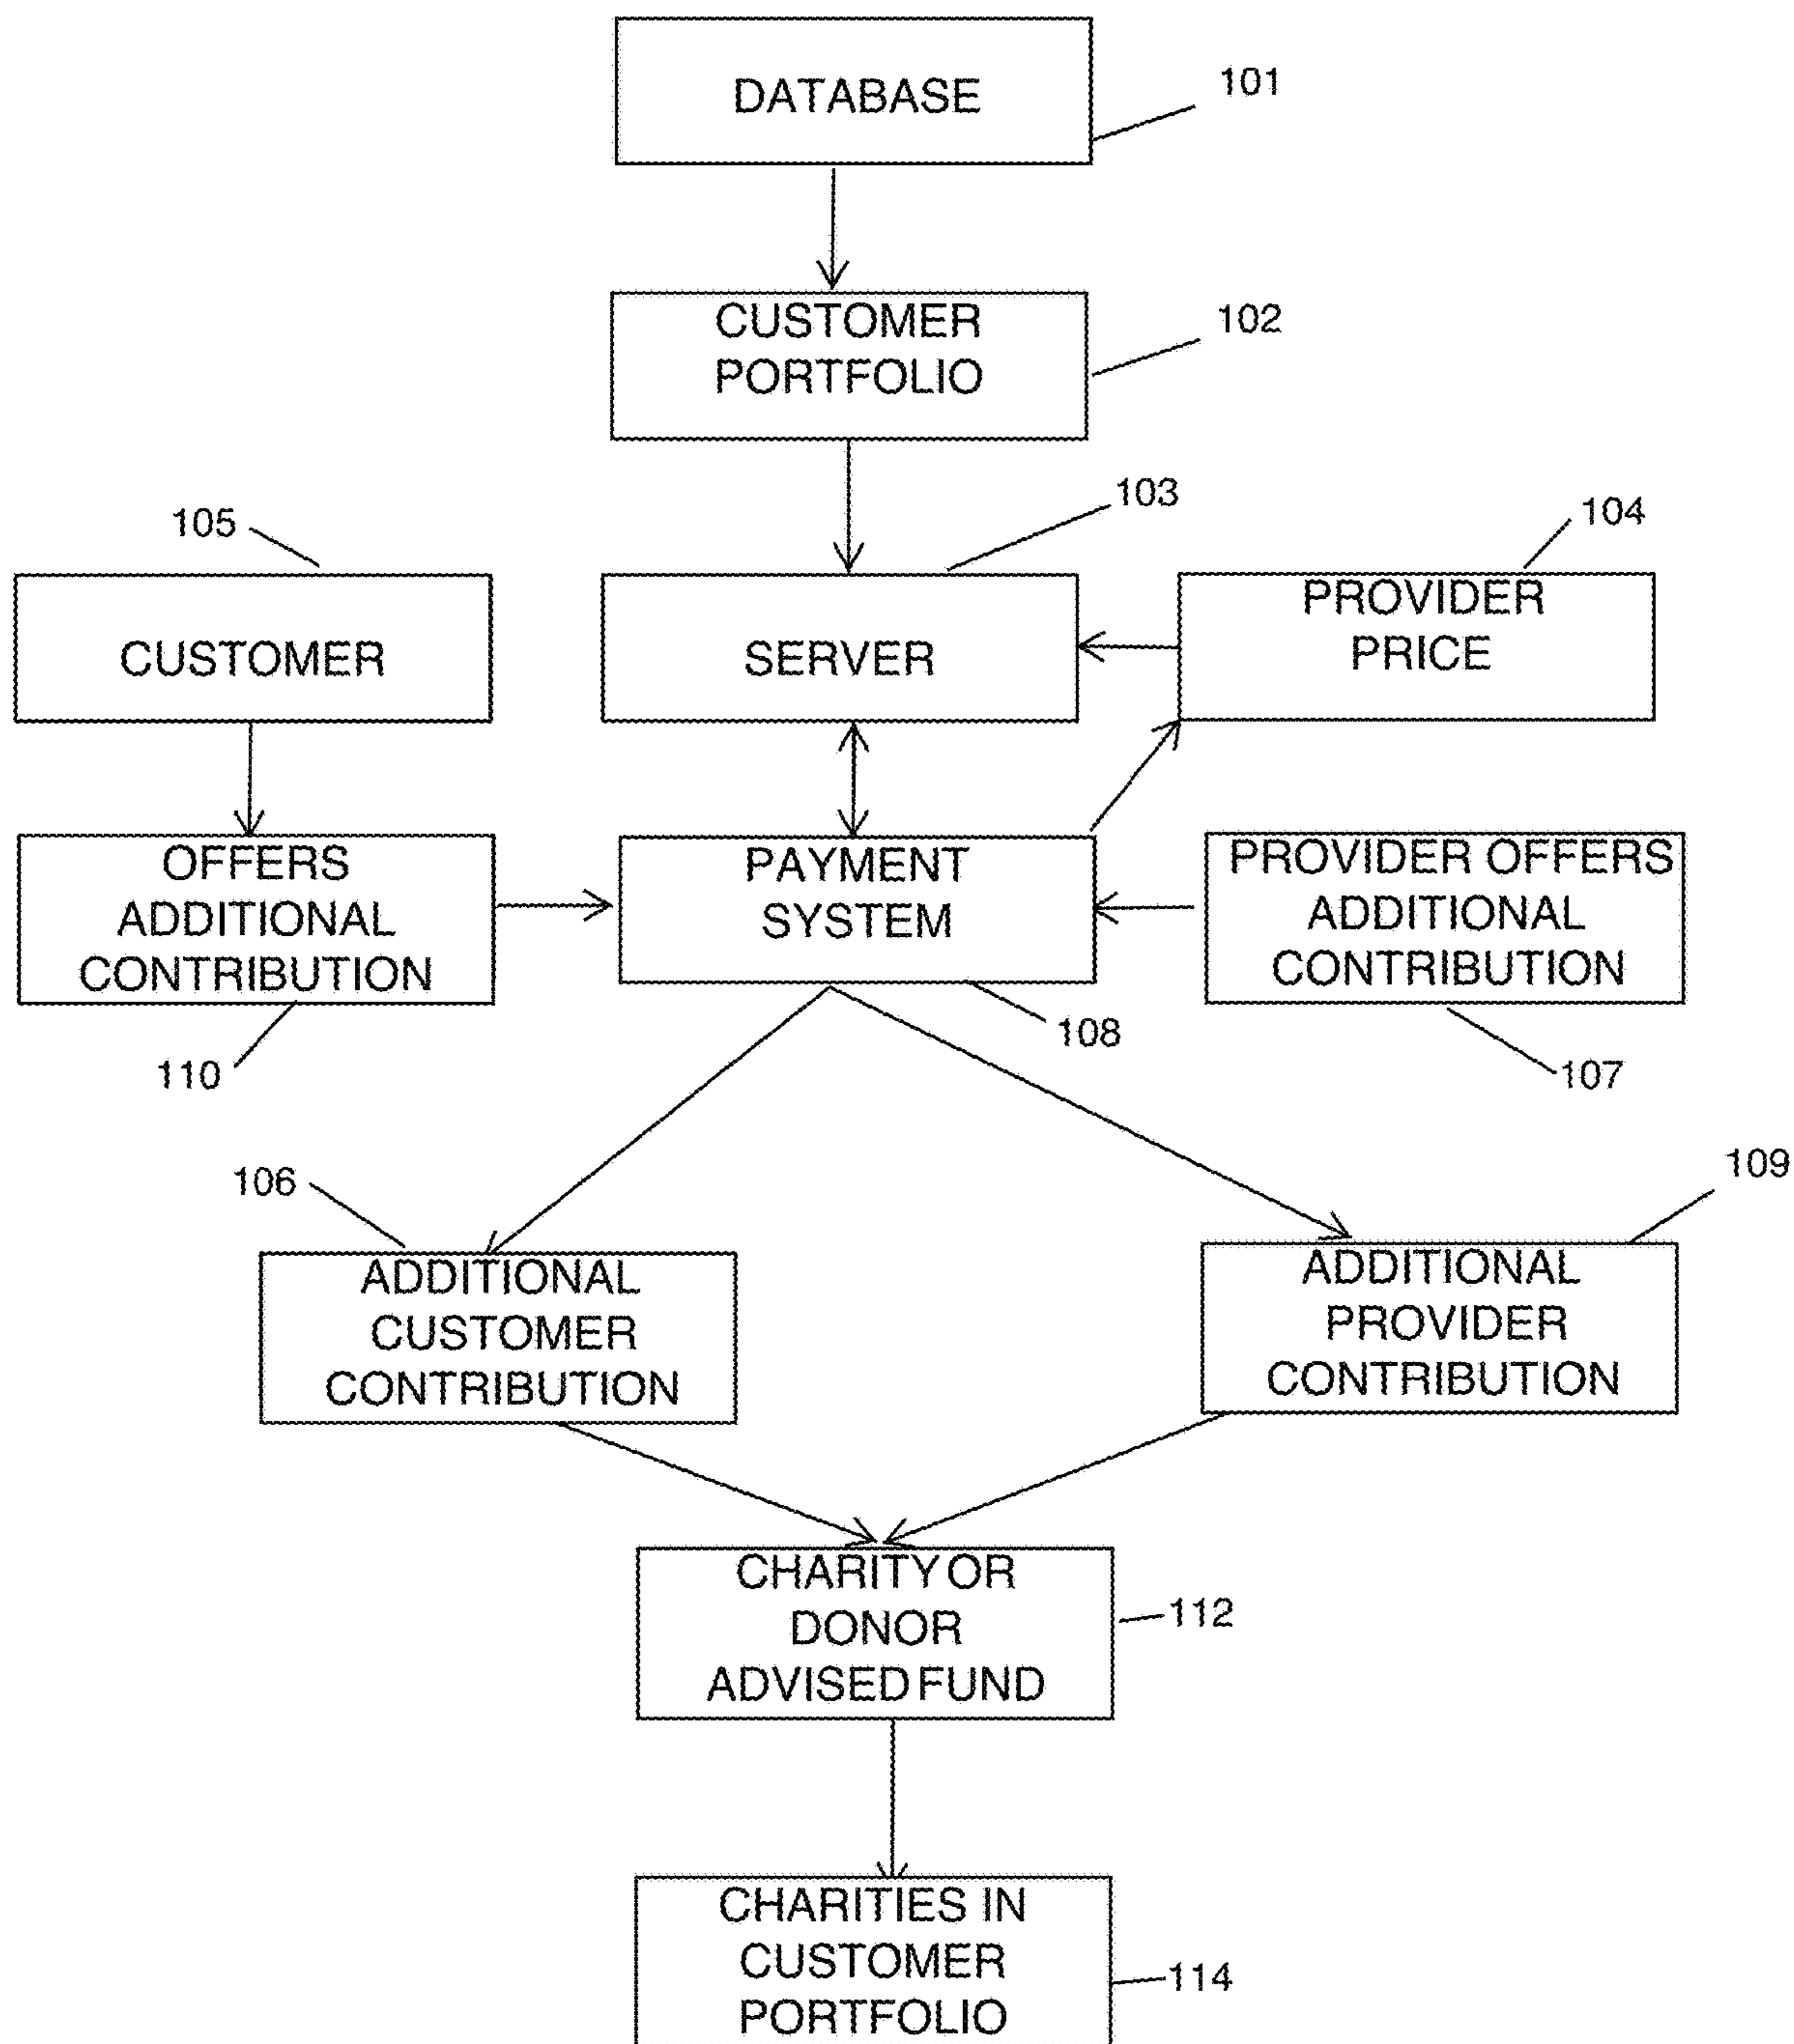 DATABASE
101
CUSTOMER
PORTFOLIO
102
103
104
105
CUSTOMER
SERVER
PROVIDER
PRICE
OFFERS
ADDITIONAL
CONTRIBUTION
PAYMENT
SYSTEM
PROVIDER OFFERS
ADDITIONAL
CONTRIBUTION
108
110
107
106
109
ADDITIONAL
CUSTOMER
CONTRIBUTION
ADDITIONAL
PROVIDER
CONTRIBUTION
CHARITY OR
DONOR
ADVISED FUND
112
CHARITIES IN
CUSTOMER
PORTFOLIO
114